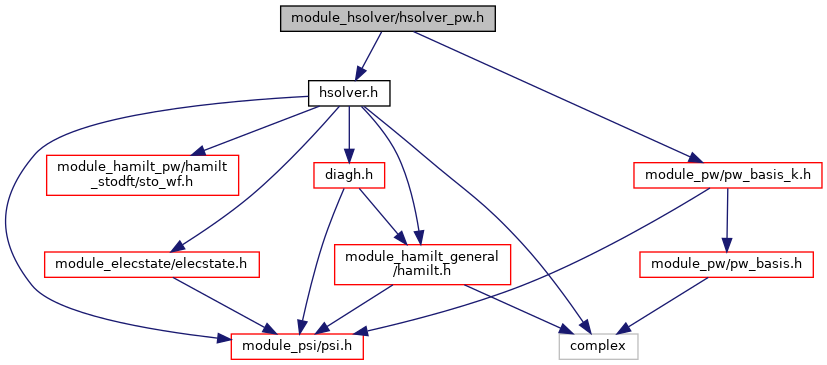 module_hsolver/hsolver_pw.h
hsolver.h
module_hamilt_pw/hamilt
_stodft/sto_wf.h
diagh.h
module_pw/pw_basis_k.h
module_elecstate/elecstate.h
module_hamilt_general
/hamilt.h
module_pw/pw_basis.h
module_psi/psi.h
complex